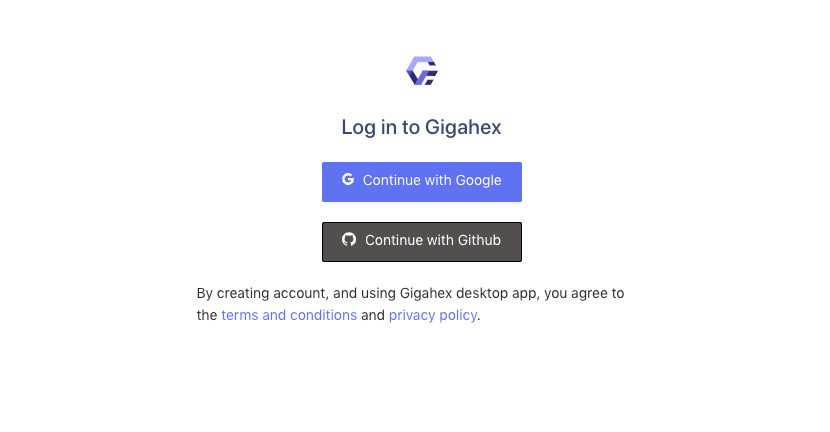 Log in to Gigahex
Continue with Google
Continue with Github
By creating account, and using Gigahex desktop app, you agree to
the terms and conditions and privacy policy.